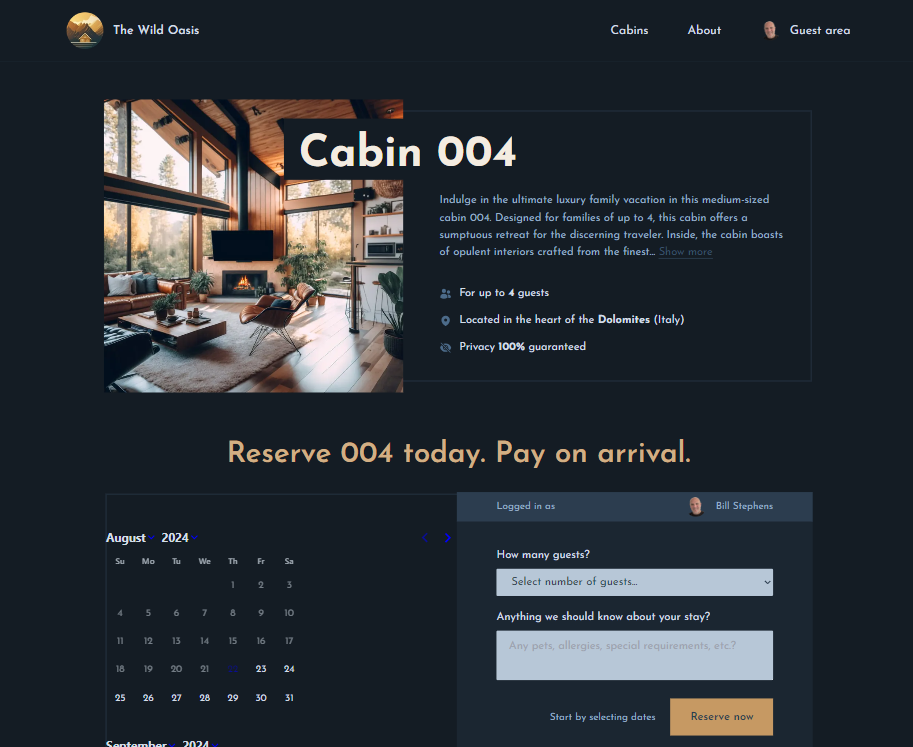 The Wild Oasis
Cabins
About
Guest area
Cabin 004
Indulge in the ultimate luxury family vacation in this medium-sized
cabin 004. Designed for families of up to 4, this cabin offers a
sumptuous retreat for the discerning traveler. Inside, the cabin boasts
of opulent interiors crafted from the finest... Show more
For up to 4 guests
Located in the heart of the Dolomites (Italy)
Privacy 100% guaranteed
Reserve 004 today. Pay on arrival.
August 2024
Su Mo Tu We Th Fr Sa
1 2 3
4 5 6 7 8 9 10
11 12 13 14 15 16 17
18 19 20 21 23 24
25 26 27 28 29 30 31
September 2024
Logged in as
Bill Stephens
How many guests?
Select number of guests...
Anything we should know about your stay?
Any pets, allergies, special requirements, etc.?
Start by selecting dates
Reserve now